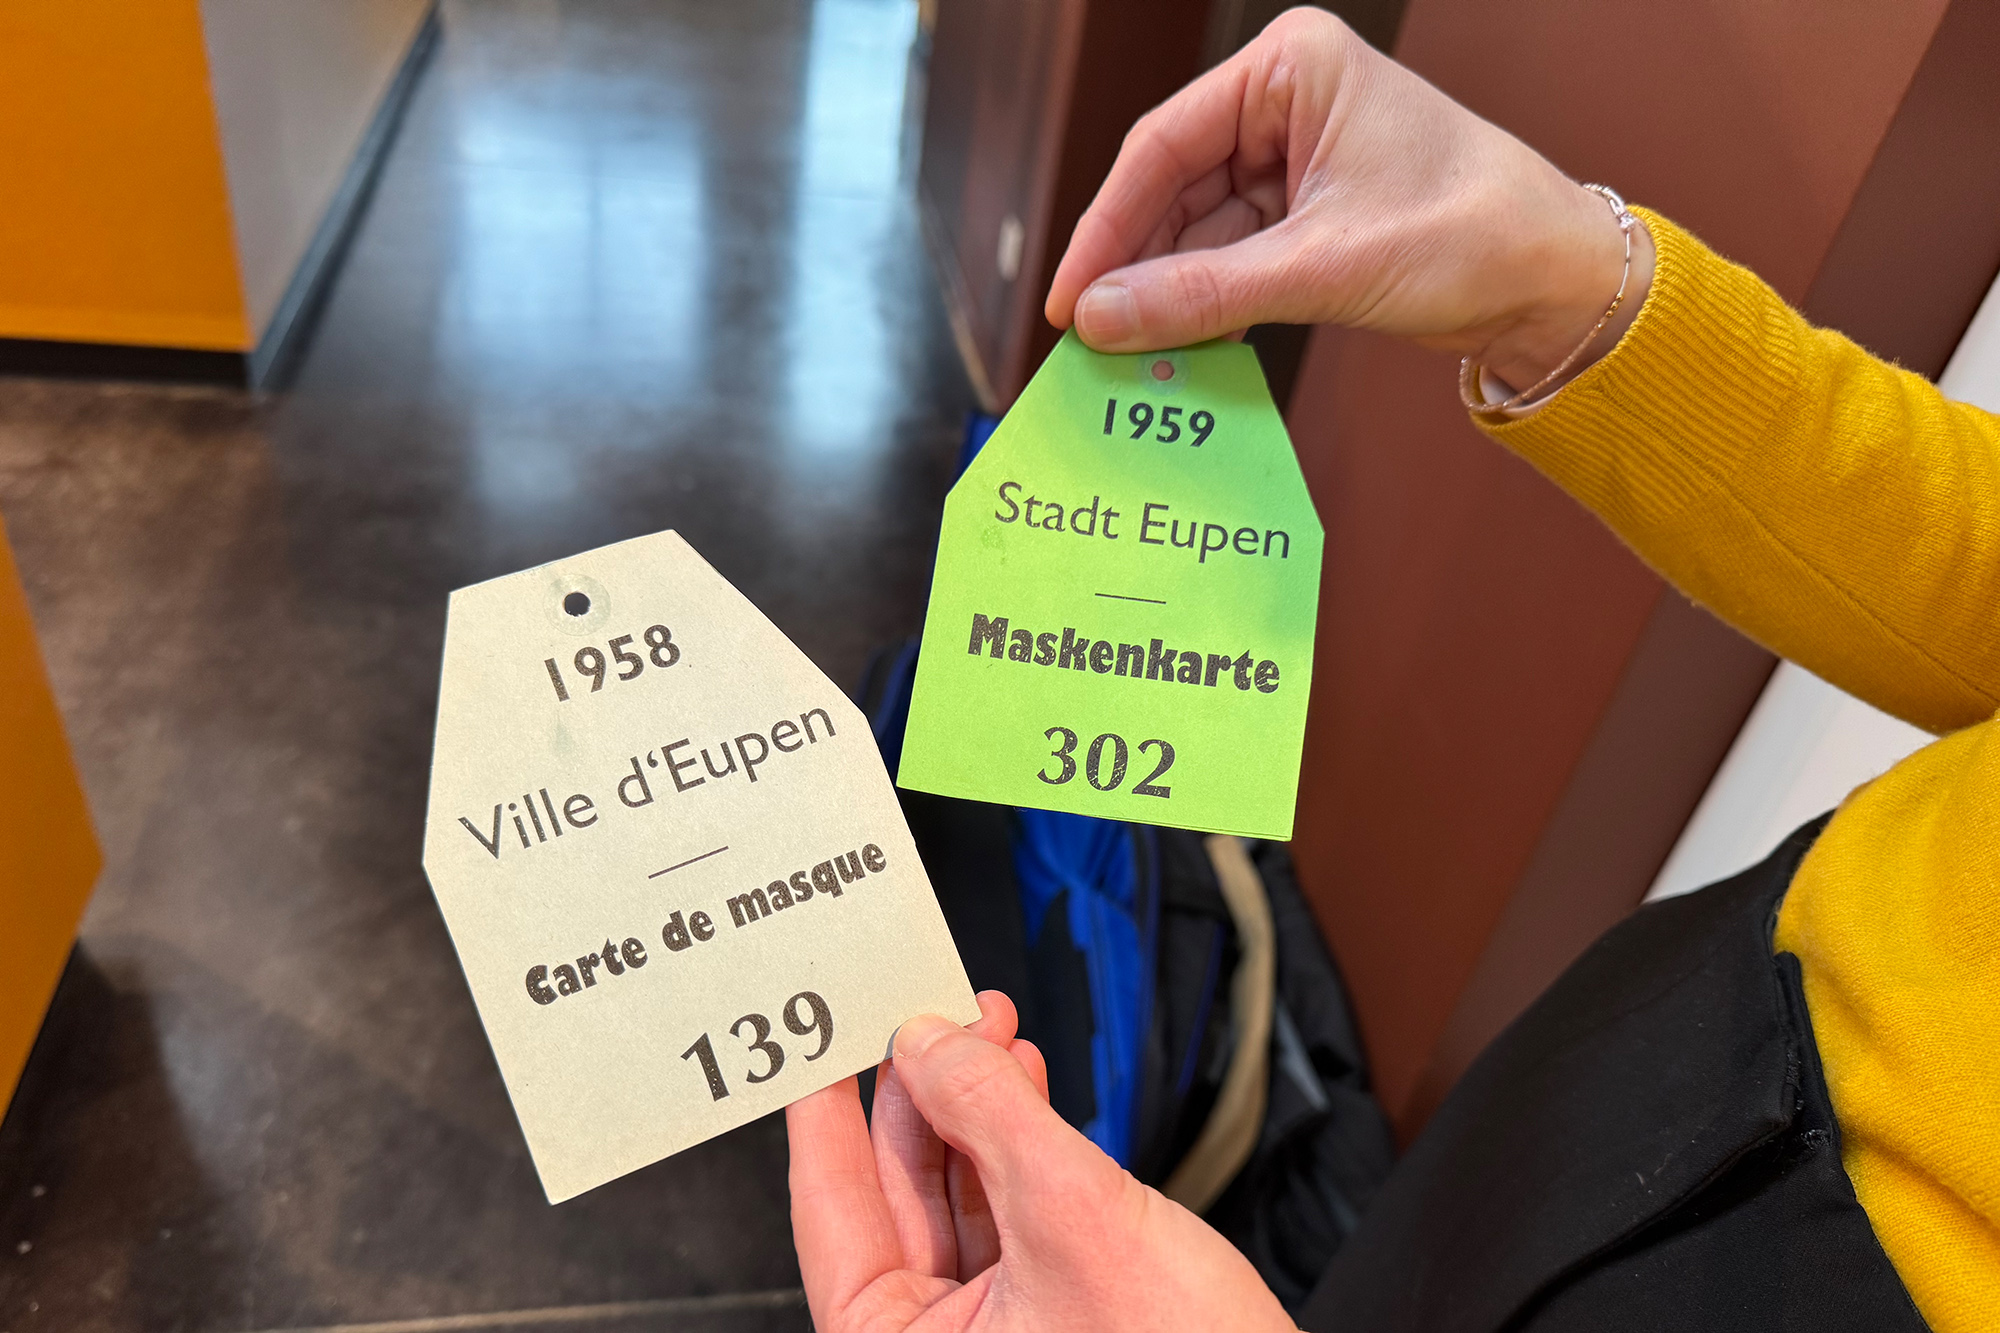 1958
Ville d‘Eupen
Carte de masque
139
1959
Stadt Eupen
Maskenkarte
302